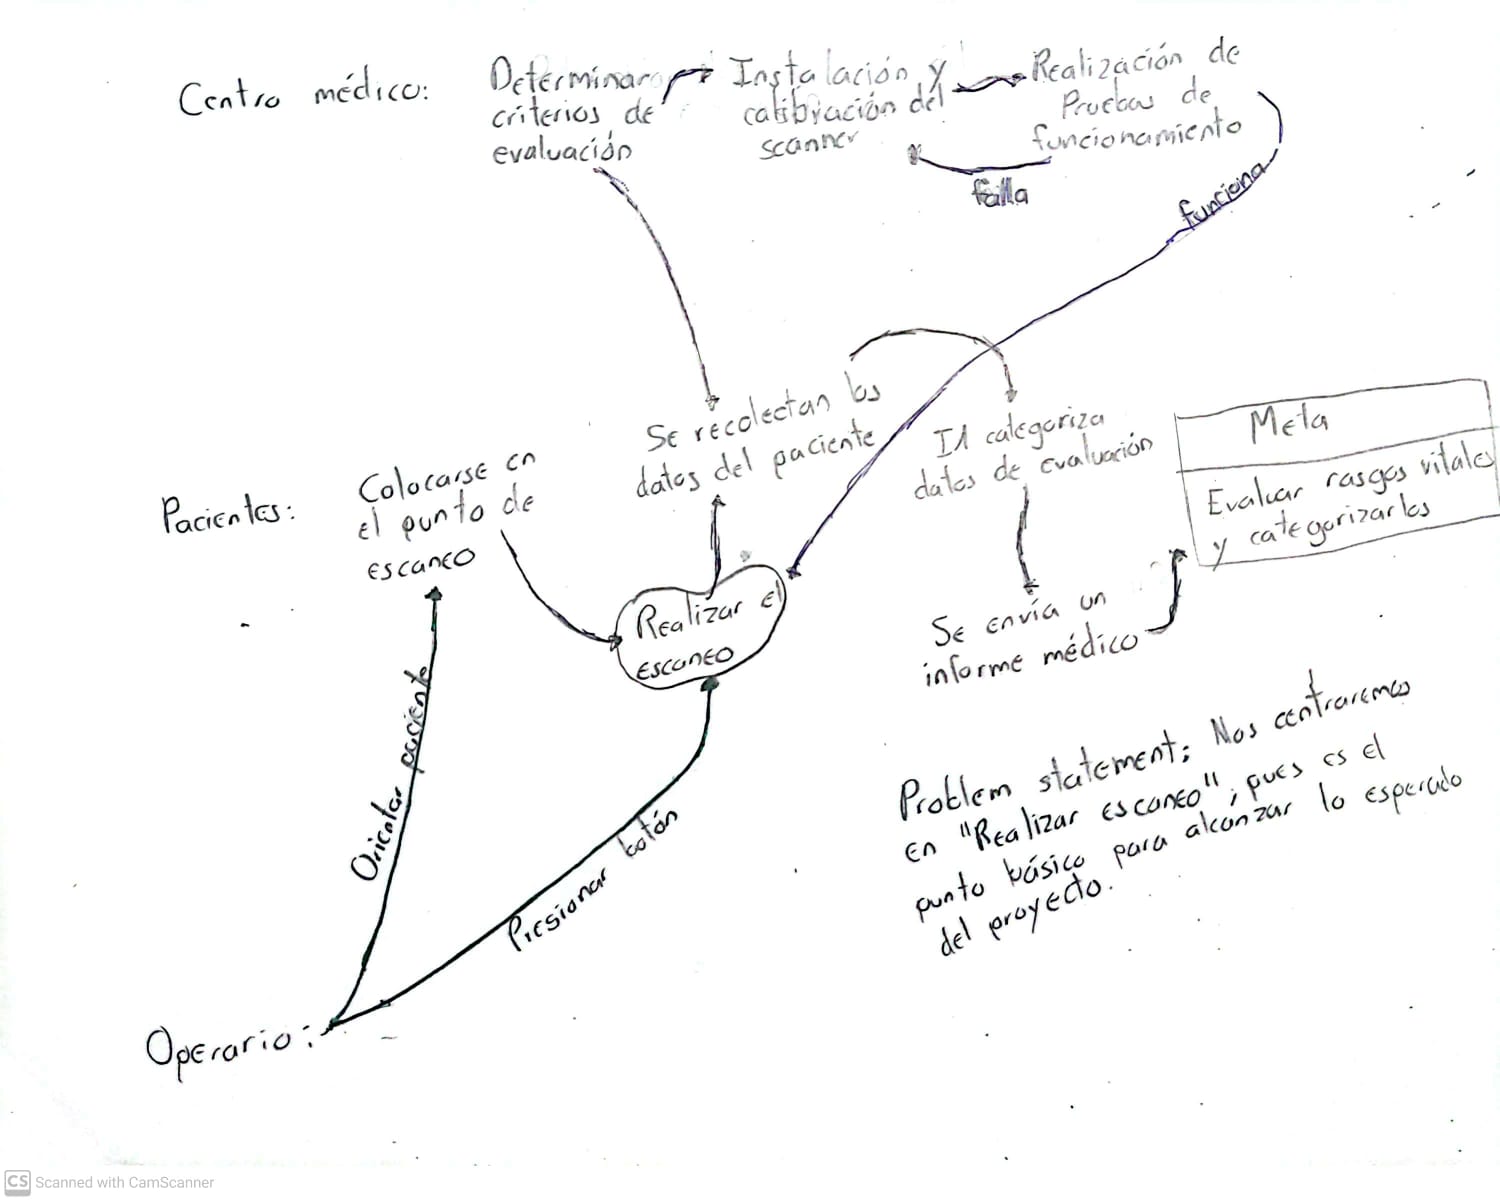 Centro médico:
Determinar
criterios de
evaluación
Instalación y
calibración del
scanner
Realización de
Pruebas de
funcionamiento
falla
funciona
Pacientes:
Colocarse en
el punto de
escaneo
Se recolectan los
datos del paciente
IA categoriza
datos de evaluación
Meta
Evaluar rasgos vitales
y categorizarlos
Realizar el
escaneo
Se envía un
informe médico
Orientar paciente
Presionar botón
Operario:
Problem statement: Nos centraremos
en "Realizar escaneo", pues es el
punto básico para alcanzar lo esperado
del proyecto.
CS Scanned with CamScanner